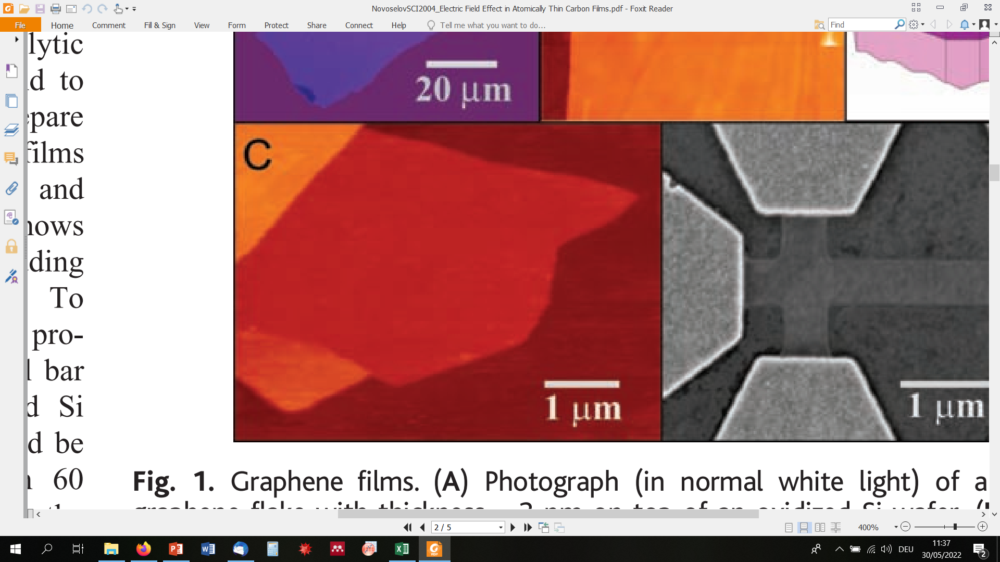 NovoselovSCI2004_Electric Field Effect in Atomically Thin Carbon Films.pdf - Foxit Reader
File Home Comment Fill & Sign View Form Protect Share Connect Help Tell me what you want to do... Find
lytic
d to
epare
films
and
nows
ding
To
pro-
l bar
d Si
d be
60
20 μm
C
1 μm
1 μm
Fig. 1. Graphene films. (A) Photograph (in normal white light) of a
2 / 5
400%
DEU
11:37
30/05/2022
2